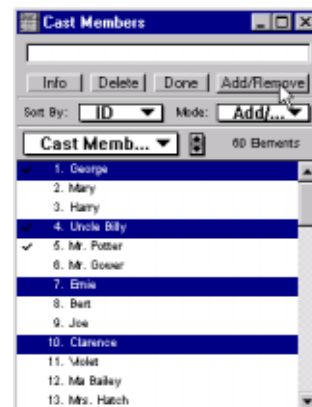 Cast Members
Info Delete Done Add/Remove
Sort By: ID Mode: Add/...
Cast Memb... 60 Elements
1. George
2. Mary
3. Harry
4. Uncle Billy
5. Mr. Potter
6. Mr. Gower
7. Ernie
8. Bert
9. Joe
10. Clarence
11. Violet
12. Ma Bailey
13. Mrs. Hatch